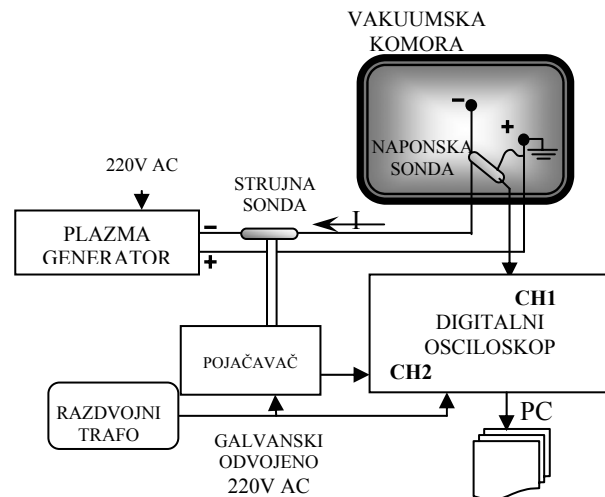 VAKUUMSKA
KOMORA
-
+
NAPONSKA
SONDA
220V AC
STRUJNA
SONDA
I
PLAZMA
GENERATOR
-
+
CH1
DIGITALNI
OSCILOSKOP
CH2
POJAČAVAČ
RAZDVOJNI
TRAFO
GALVANSKI
ODVOJENO
220V AC
PC